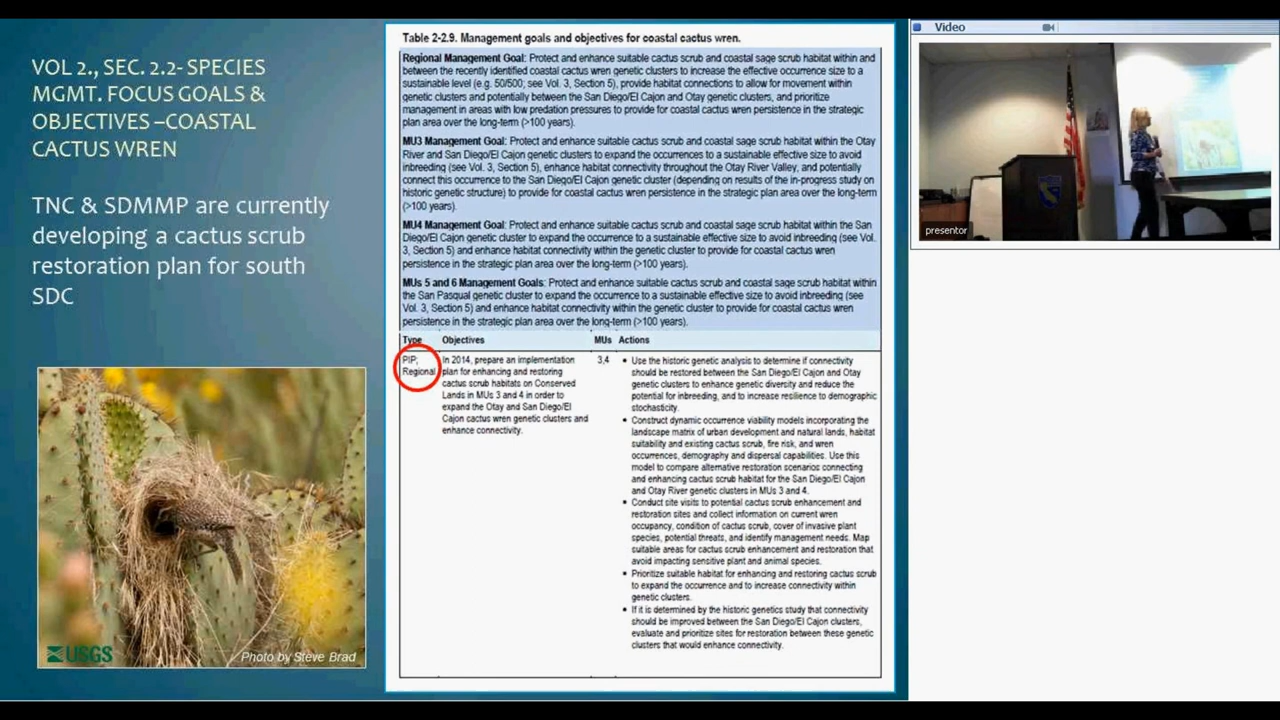 VOL 2., SEC. 2.2- SPECIES
MGMT. FOCUS GOALS &
OBJECTIVES –COASTAL
CACTUS WREN
TNC & SDMMP are currently
developing a cactus scrub
restoration plan for south
SDC
USGS
Photo by Steve Brad
Table 2-2.9. Management goals and objectives for coastal cactus wren.
Regional Management Goal: Protect and enhance suitable cactus scrub and coastal sage scrub habitat within and
between the recently identified coastal cactus wren genetic clusters to increase the effective occurrence size to a
sustainable level (e.g. 50/500; see Vol. 3, Section 5), provide habitat connections to allow for movement within
genetic clusters and potentially between the San Diego/El Cajon and Otay genetic clusters, and prioritize
management in areas with low predation pressures to provide for coastal cactus wren persistence in the strategic
plan area over the long-term (>100 years).
MU3 Management Goal: Protect and enhance suitable cactus scrub and coastal sage scrub habitat within the Otay
River and San Diego/El Cajon genetic clusters to expand the occurrences to a sustainable effective size to avoid
inbreeding (see Vol. 3, Section 5), enhance habitat connectivity throughout the Otay River Valley, and potentially
connect this occurrence to the San Diego/El Cajon genetic cluster (depending on results of the in-progress study on
historic genetic structure) to provide for coastal cactus wren persistence in the strategic plan area over the long-term
(>100 years).
MU4 Management Goal: Protect and enhance suitable cactus scrub and coastal sage scrub habitat within the San
Diego/El Cajon genetic cluster to expand the occurrence to a sustainable effective size to avoid inbreeding (see Vol.
3, Section 5) and enhance habitat connectivity within the genetic cluster to provide for coastal cactus wren
persistence in the strategic plan area over the long-term (>100 years).
MUs 5 and 6 Management Goals: Protect and enhance suitable cactus scrub and coastal sage scrub habitat within
the San Pasqual genetic cluster to expand the occurrence to a sustainable effective size to avoid inbreeding (see
Vol. 3, Section 5) and enhance habitat connectivity within the genetic cluster to provide for coastal cactus wren
persistence in the strategic plan area over the long-term (>100 years).
Type Objectives MUs Actions
PIP;
Regional
In 2014, prepare an implementation
plan for enhancing and restoring
cactus scrub habitats on Conserved
Lands in MUs 3 and 4 in order to
expand the Otay and San Diego/El
Cajon cactus wren genetic clusters and
enhance connectivity.
3,4
• Use the historic genetic analysis to determine if connectivity
should be restored between the San Diego/El Cajon and Otay
genetic clusters to enhance genetic diversity and reduce the
potential for inbreeding, and to increase resilience to demographic
stochasticity.
• Construct dynamic occurrence viability models incorporating the
landscape matrix of urban development and natural lands, habitat
suitability and existing cactus scrub, fire risk, and wren
occurrences, demography and dispersal capabilities. Use this
model to compare alternative restoration scenarios connecting
and enhancing cactus scrub habitat for the San Diego/El Cajon
and Otay River genetic clusters in MUs 3 and 4.
• Conduct site visits to potential cactus scrub enhancement and
restoration sites and collect information on current wren
occupancy, condition of cactus scrub, cover of invasive plant
species, potential threats, and identify management needs. Map
suitable areas for cactus scrub enhancement and restoration that
avoid impacting sensitive plant and animal species.
• Prioritize suitable habitat for enhancing and restoring cactus scrub
to expand the occurrence and to increase connectivity within
genetic clusters.
• If it is determined by the historic genetics study that connectivity
should be improved between the San Diego/El Cajon clusters,
evaluate and prioritize sites for restoration between these genetic
clusters that would enhance connectivity.
Video
presentor